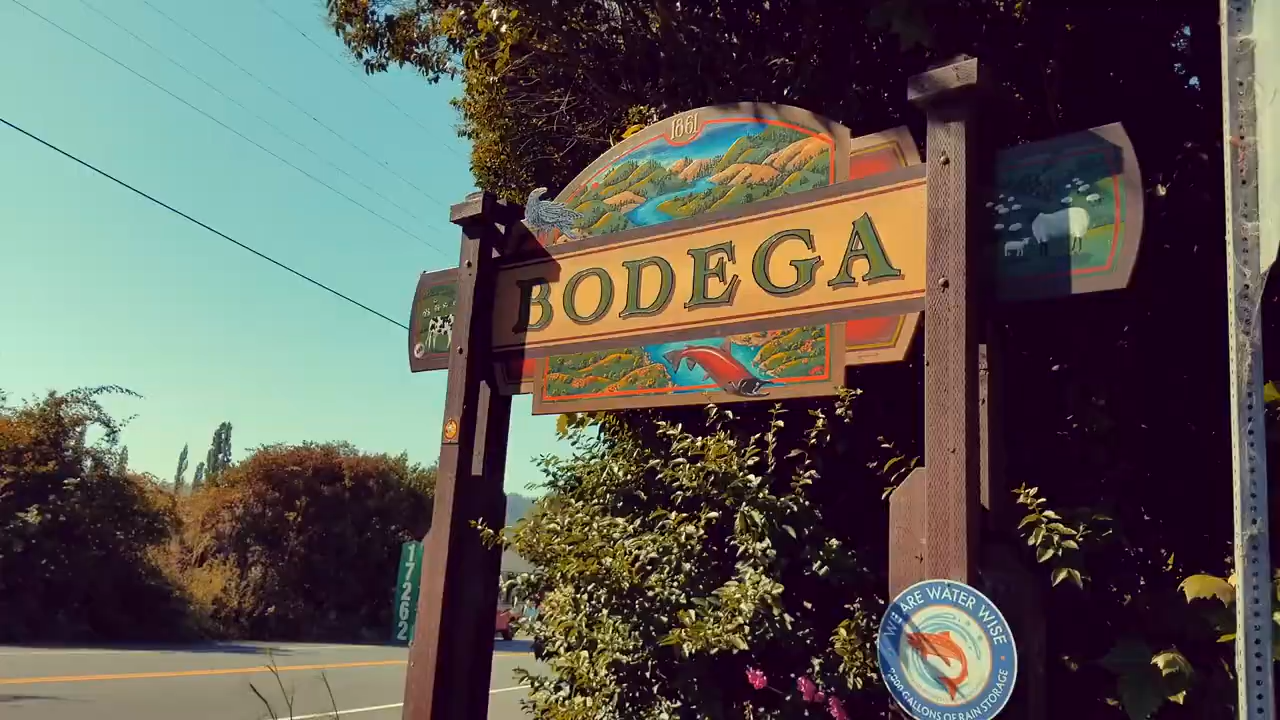 1861
BODEGA
17262
WE ARE WATER WISE
GALLONS OF RAIN STORAGE